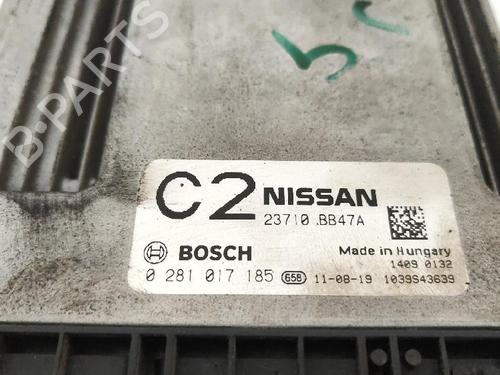 B-PARTS
C2 NISSAN
23710 BB47A
BOSCH
Made in Hungary
1409 0132
0 281 017 185 658 11-08-19 1039S43639